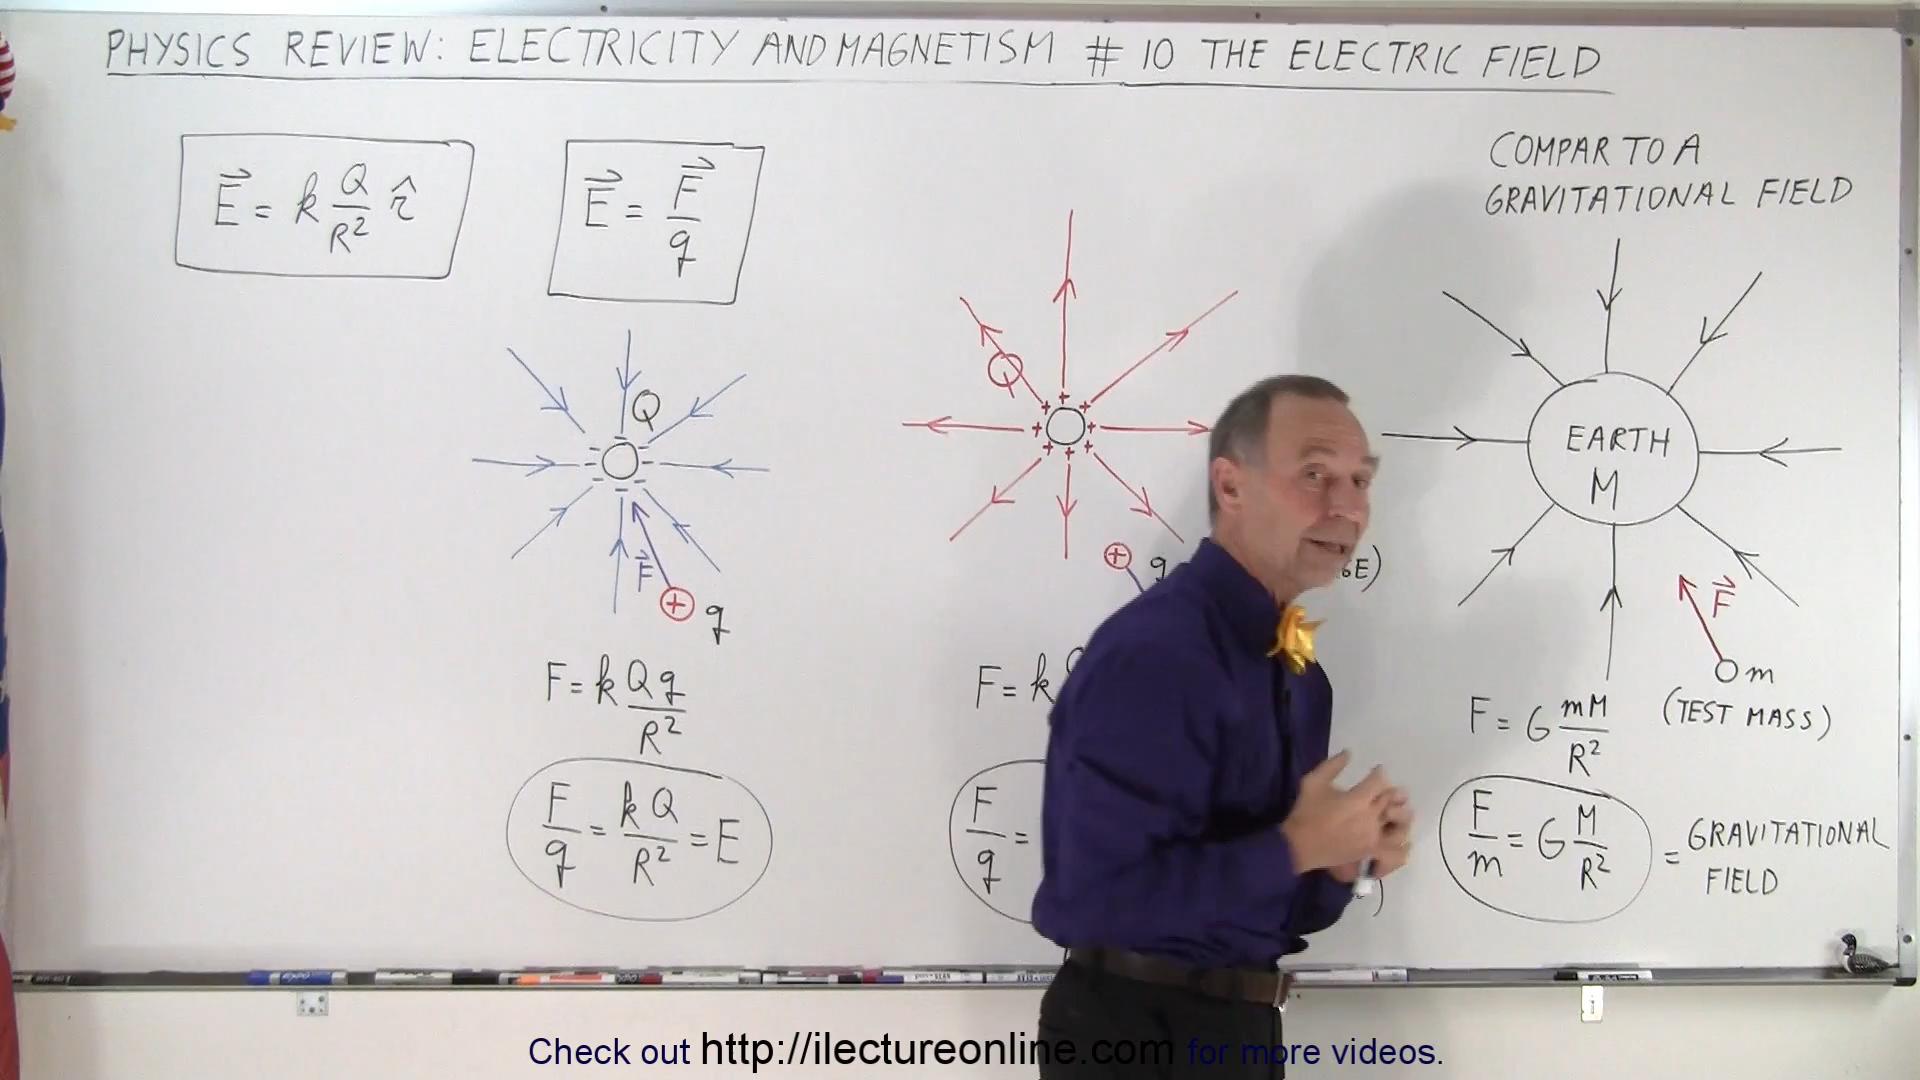 PHYSICS REVIEW: ELECTRICITY AND MAGNETISM # 10 THE ELECTRIC FIELD
E⃗ = k Q/R² r̂
E⃗ = F⃗/q
COMPAR TO A
GRAVITATIONAL FIELD
Q
F⃗
+ q
F = k Qq/R²
F/q = kQ/R² = E
Q
+ q
F = k
F/q =
EARTH
M
F⃗
m
(TEST MASS)
F = G mM/R²
F/m = G M/R² = GRAVITATIONAL
FIELD
Check out http://ilectureonline.com for more videos.